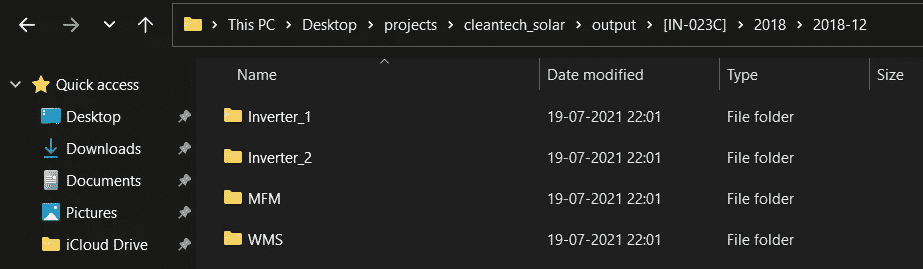 This PC > Desktop > projects > cleantech_solar > output > [IN-023C] > 2018 > 2018-12
Quick access
Desktop
Downloads
Documents
Pictures
iCloud Drive
Name Date modified Type Size
Inverter_1 19-07-2021 22:01 File folder
Inverter_2 19-07-2021 22:01 File folder
MFM 19-07-2021 22:01 File folder
WMS 19-07-2021 22:01 File folder